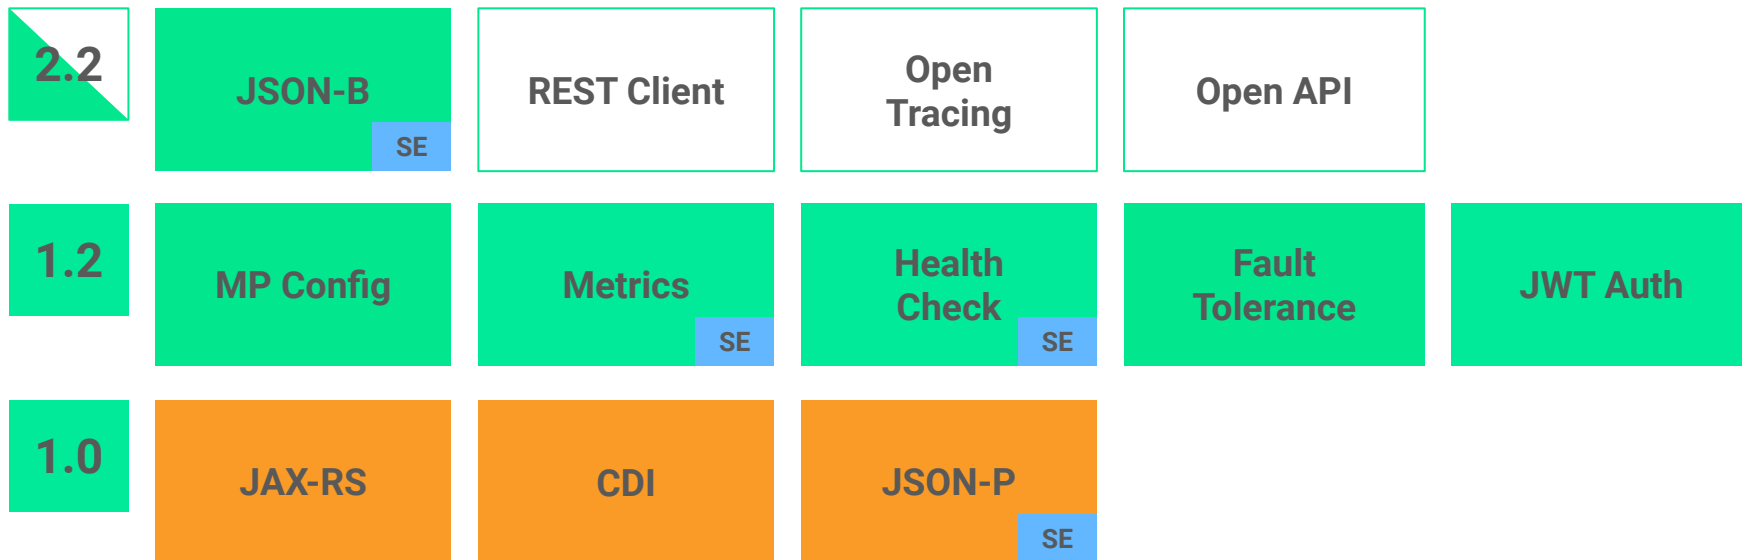 2.2
JSON-B
SE
REST Client
Open
Tracing
Open API
1.2
MP Config
Metrics
SE
Health
Check
SE
Fault
Tolerance
JWT Auth
1.0
JAX-RS
CDI
JSON-P
SE